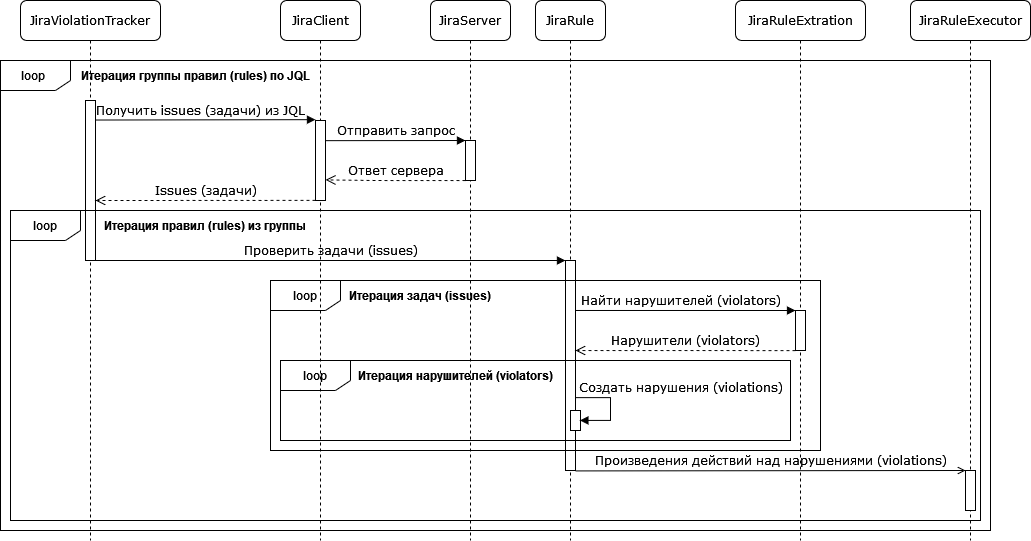 JiraViolationTracker
JiraClient
JiraServer
JiraRule
JiraRuleExtration
JiraRuleExecutor
loop
Итерация группы правил (rules) по JQL
Получить issues (задачи) из JQL
Отправить запрос
Ответ сервера
Issues (задачи)
loop
Итерация правил (rules) из группы
Проверить задачи (issues)
loop
Итерация задач (issues)
Найти нарушителей (violators)
Нарушители (violators)
loop
Итерация нарушителей (violators)
Создать нарушения (violations)
Произведения действий над нарушениями (violations)